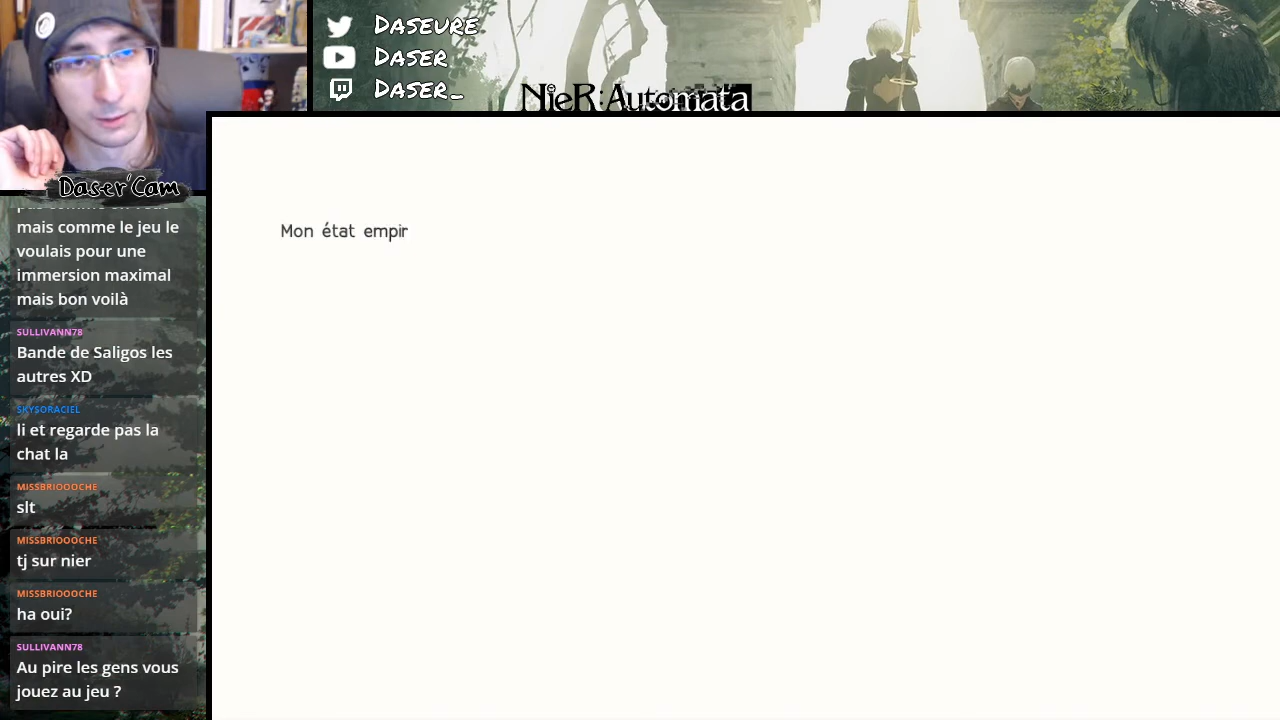 Daseure
Daser
Daser_
NieR:Automata
Daser'Cam
mais comme le jeu le
voulais pour une
immersion maximal
mais bon voilà
SULLIVANN78
Bande de Saligos les
autres XD
SKYSORACIEL
li et regarde pas la
chat la
MISSBRIOOOCHE
slt
MISSBRIOOOCHE
tj sur nier
MISSBRIOOOCHE
ha oui?
SULLIVANN78
Au pire les gens vous
jouez au jeu ?
Mon état empir